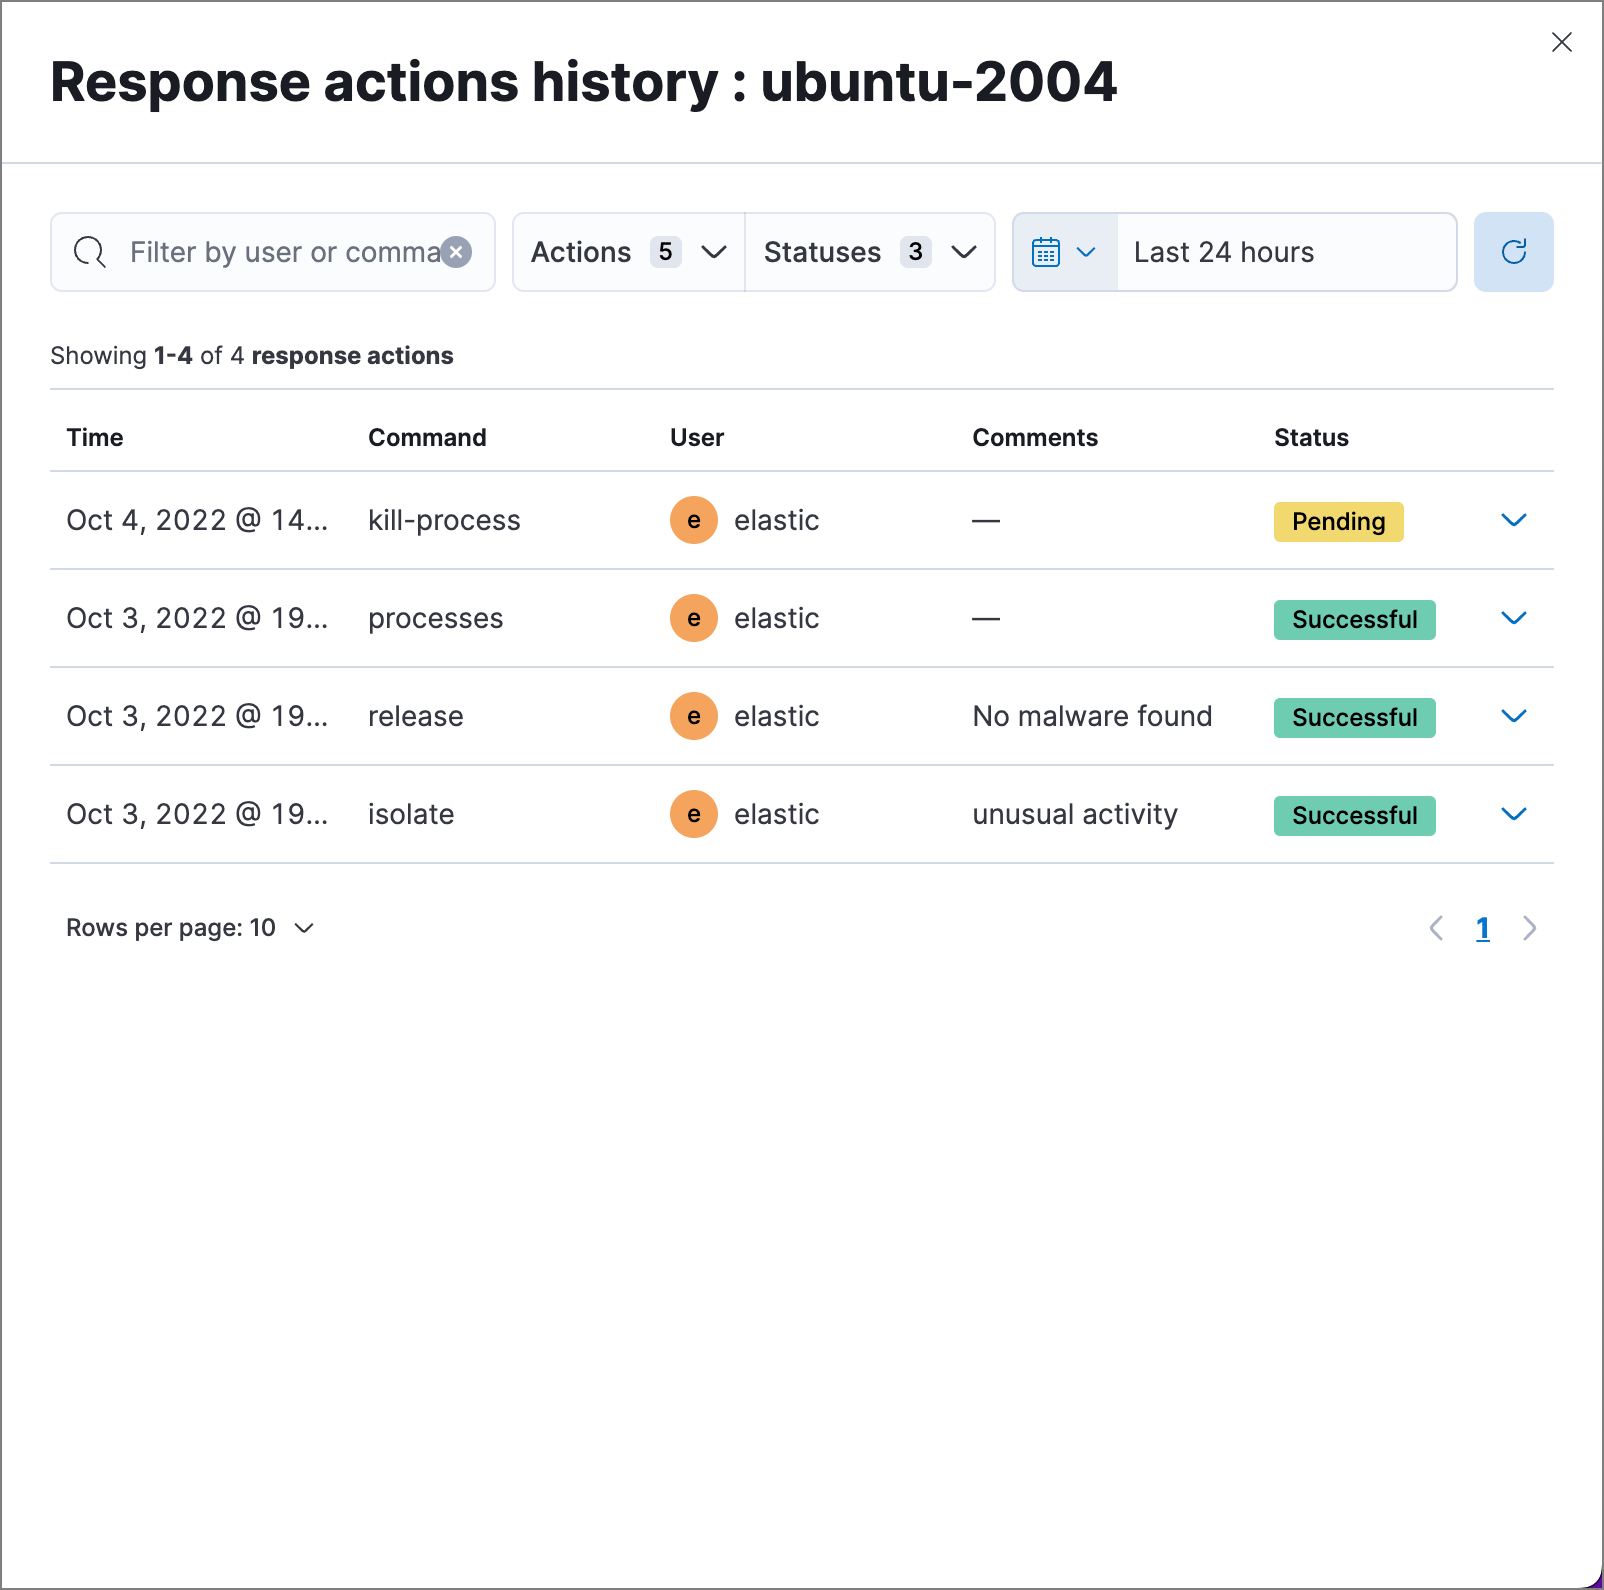 Response actions history : ubuntu-2004
Filter by user or comma
Actions 5
Statuses 3
Last 24 hours
Showing 1-4 of 4 response actions
Time Command User Comments Status
Oct 4, 2022 @ 14... kill-process e elastic — Pending
Oct 3, 2022 @ 19... processes e elastic — Successful
Oct 3, 2022 @ 19... release e elastic No malware found Successful
Oct 3, 2022 @ 19... isolate e elastic unusual activity Successful
Rows per page: 10
1